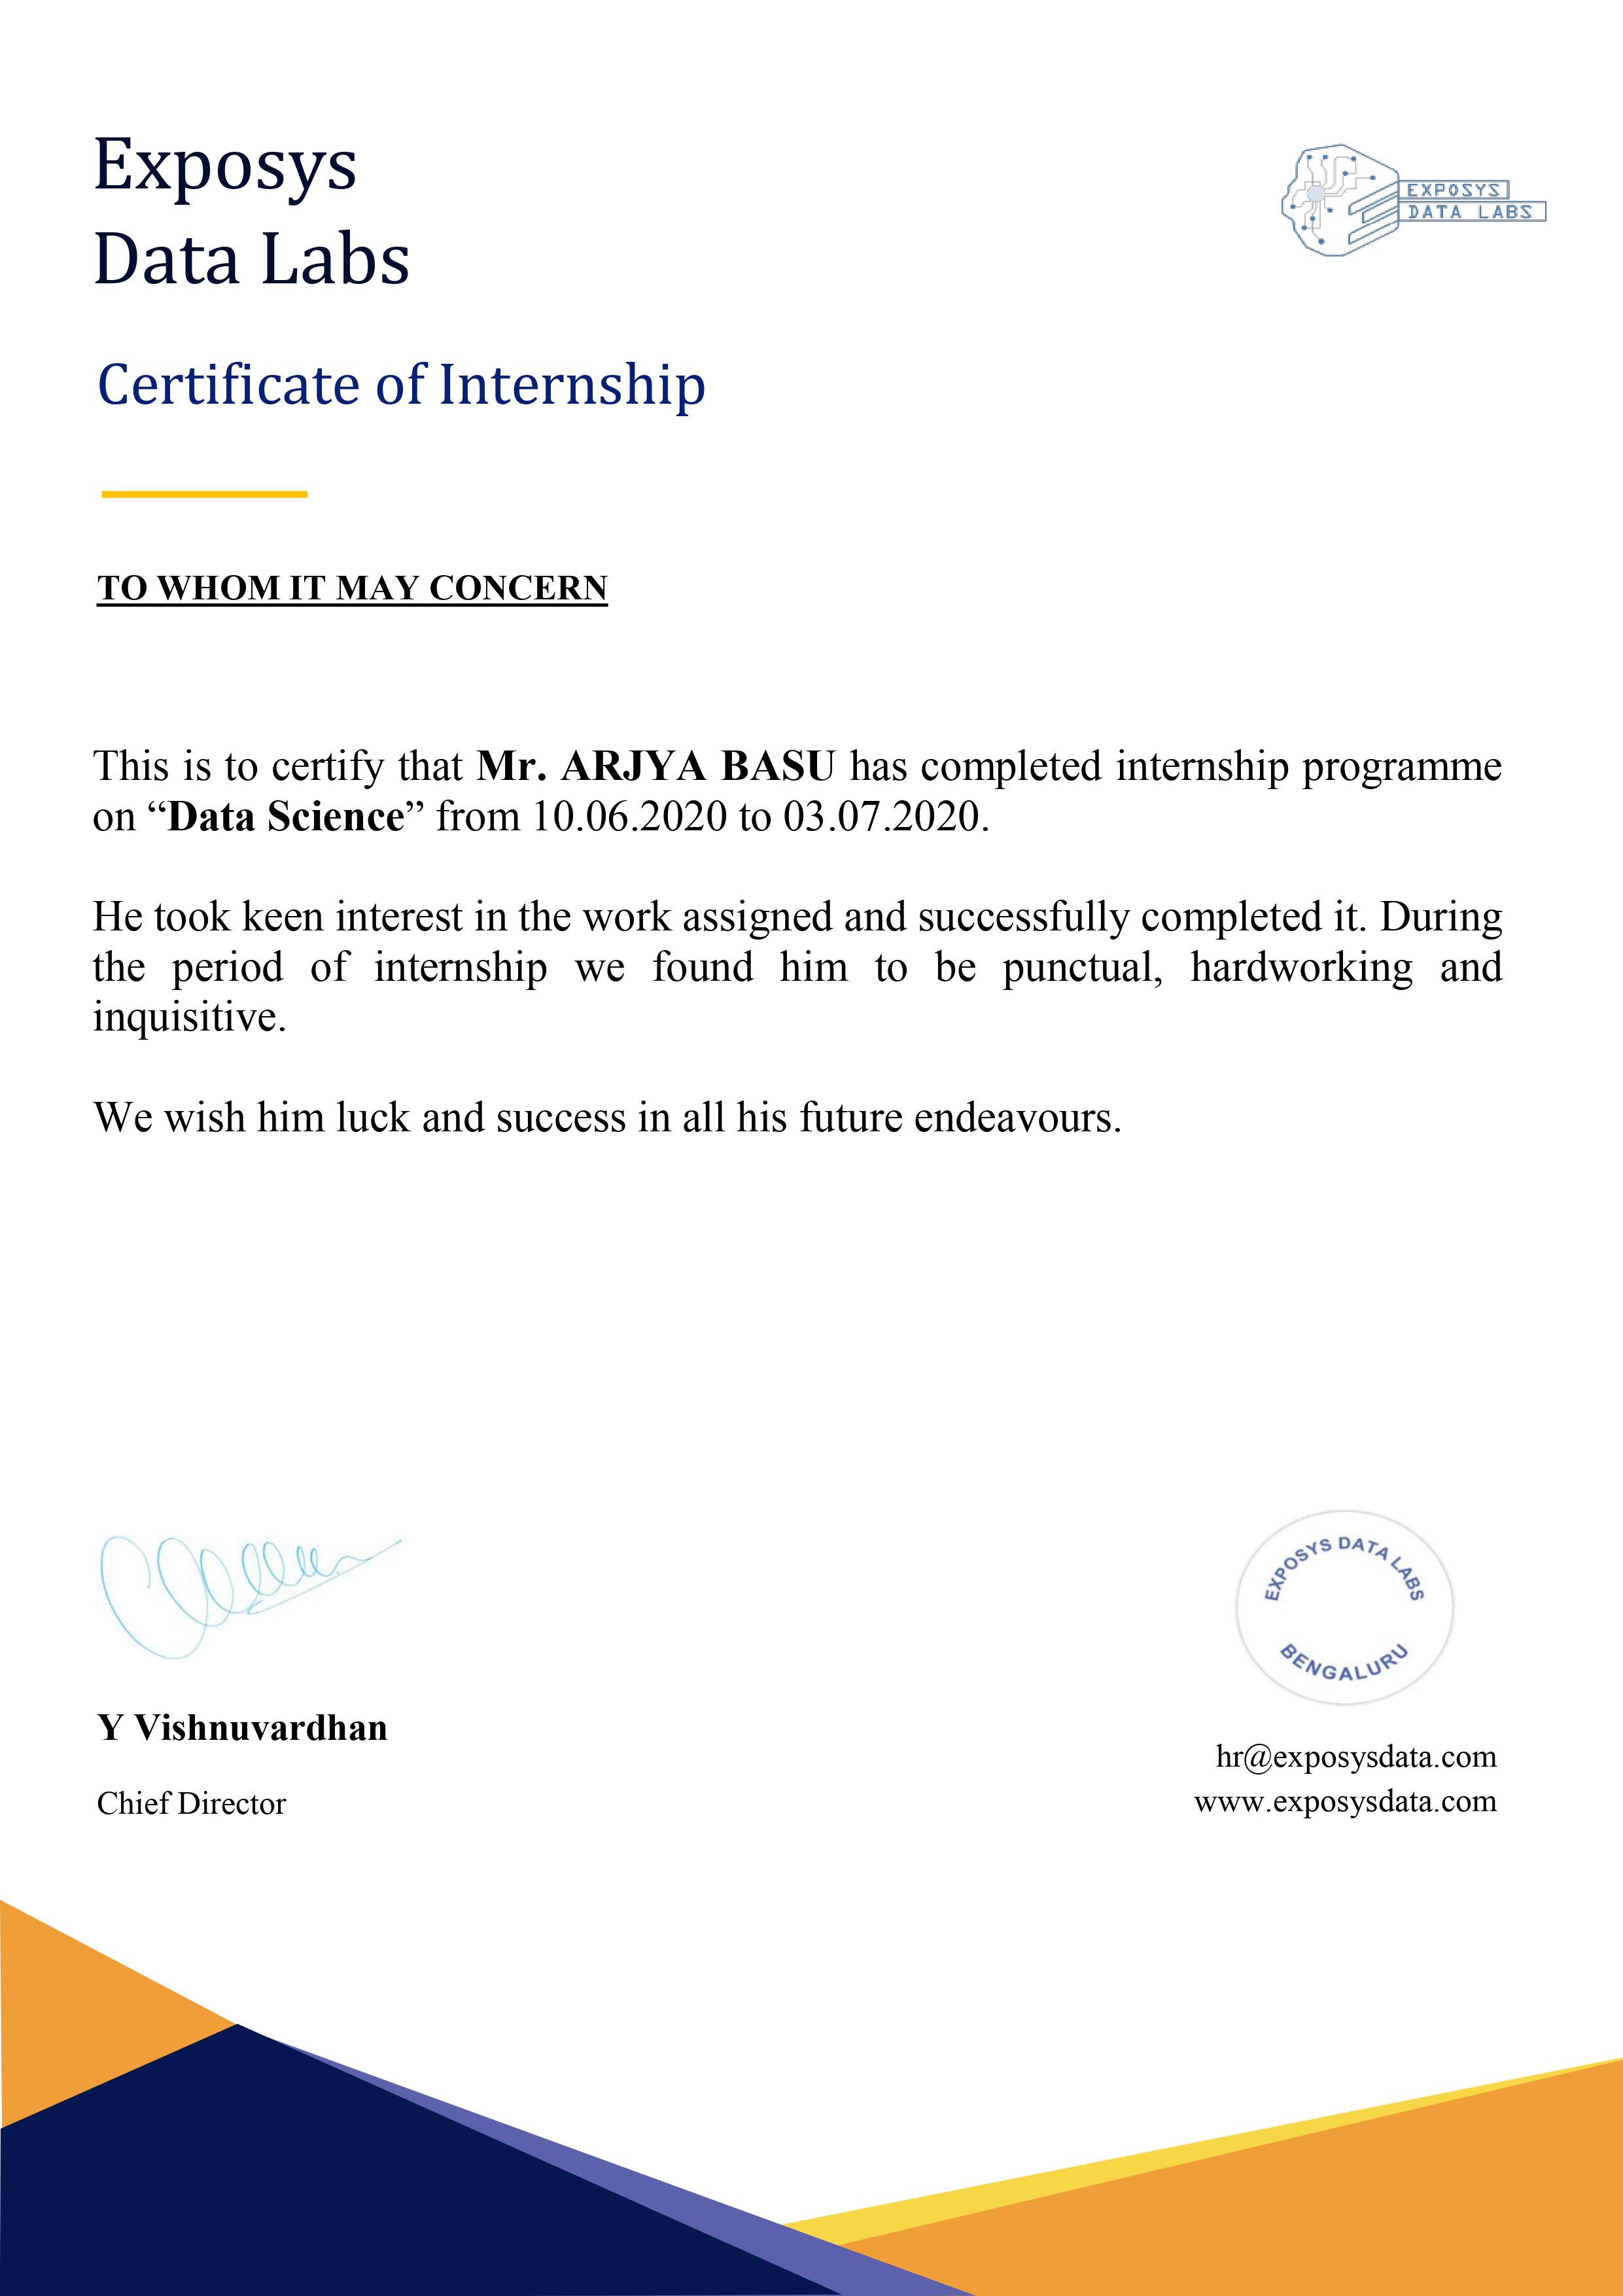 Exposys
Data Labs
EXPOSYS
DATA LABS
Certificate of Internship
TO WHOM IT MAY CONCERN
This is to certify that Mr. ARJYA BASU has completed internship programme
on “Data Science” from 10.06.2020 to 03.07.2020.
He took keen interest in the work assigned and successfully completed it. During
the period of internship we found him to be punctual, hardworking and
inquisitive.
We wish him luck and success in all his future endeavours.
EXPOSYS DATA LABS
BENGALURU
Y Vishnuvardhan
Chief Director
hr@exposysdata.com
www.exposysdata.com